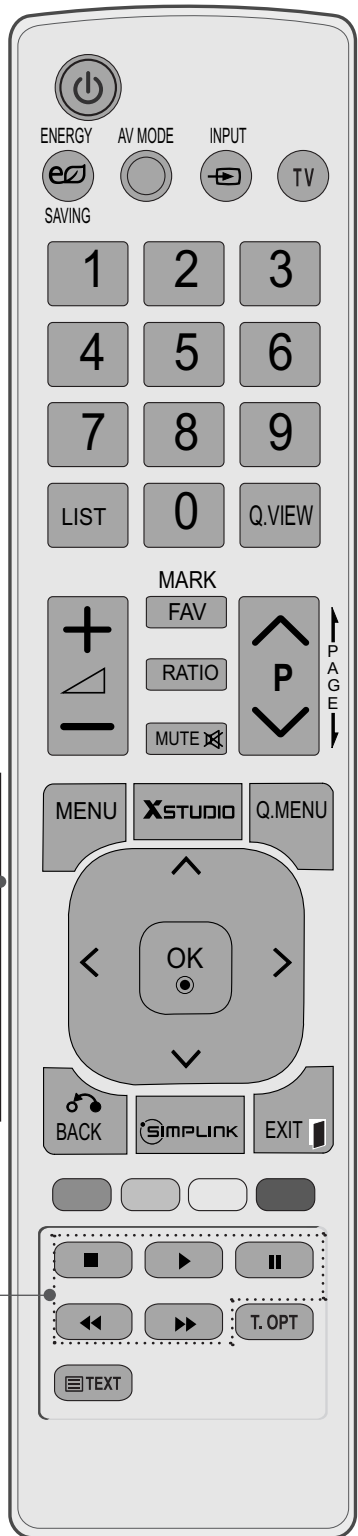 ENERGY AV MODE INPUT
TV
SAVING
1 2 3
4 5 6
7 8 9
LIST 0 Q.VIEW
MARK
FAV
RATIO
P
PAGE
MUTE
MENU XSTUDIO Q.MENU
OK
BACK SIMPLINK EXIT
T. OPT
TEXT